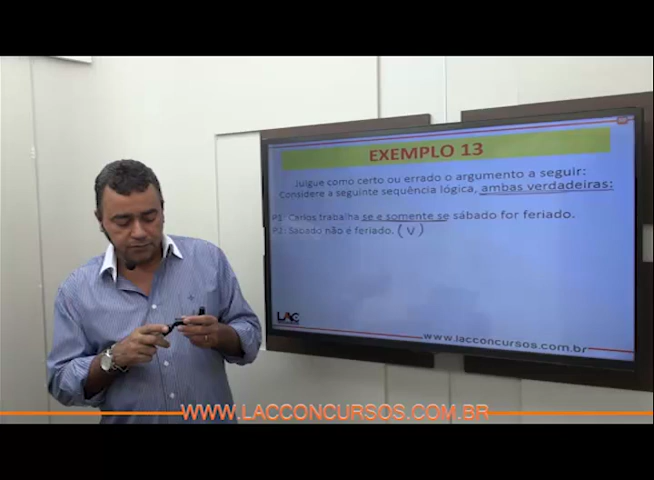 EXEMPLO 13
Julgue como certo ou errado o argumento a seguir:
Considere a seguinte sequência lógica, ambas verdadeiras:
P1: Carlos trabalha se e somente se sábado for feriado.
P2: Sábado não é feriado. (V)
LAC
www.lacconcursos.com.br
WWW.LACCONCURSOS.COM.BR